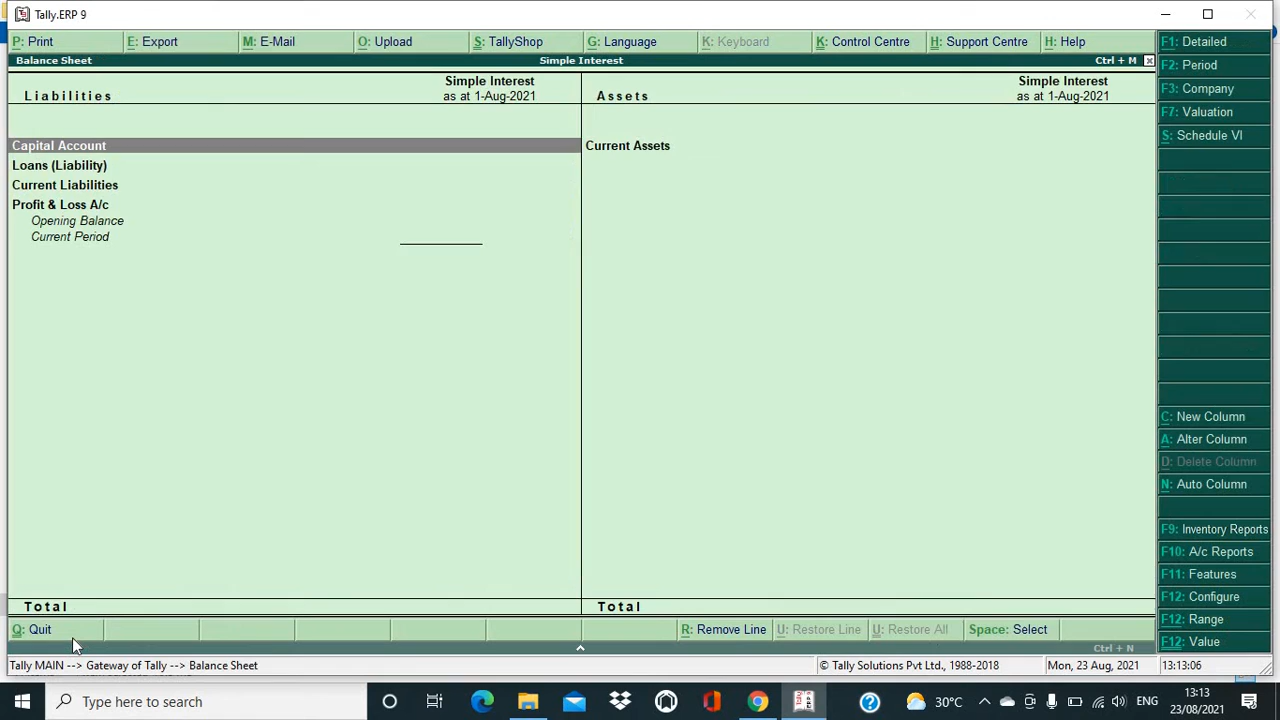 Tally.ERP 9
P: Print
E: Export
M: E-Mail
O: Upload
S: TallyShop
G: Language
K: Keyboard
K: Control Centre
H: Support Centre
H: Help
Balance Sheet
Simple Interest
Ctrl + M
Liabilities
Simple Interest
as at 1-Aug-2021
Assets
Simple Interest
as at 1-Aug-2021
Capital Account
Loans (Liability)
Current Liabilities
Profit & Loss A/c
Opening Balance
Current Period
Current Assets
Total
Total
F1: Detailed
F2: Period
F3: Company
F7: Valuation
S: Schedule VI
C: New Column
A: Alter Column
D: Delete Column
N: Auto Column
F9: Inventory Reports
F10: A/c Reports
F11: Features
F12: Configure
F12: Range
F12: Value
Q: Quit
R: Remove Line
U: Restore Line
U: Restore All
Space: Select
Ctrl + N
Tally MAIN --> Gateway of Tally --> Balance Sheet
© Tally Solutions Pvt Ltd., 1988-2018
Mon, 23 Aug, 2021
13:13:06
Type here to search
30°C
ENG
13:13
23/08/2021